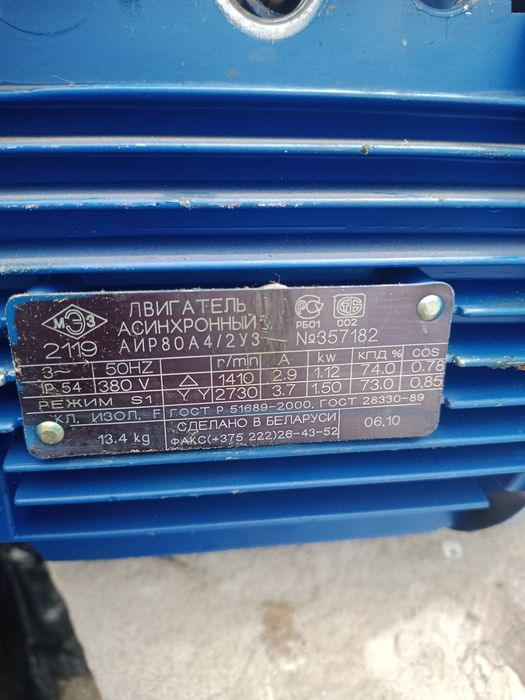 МЭЗ
2119
ДВИГАТЕЛЬ
АСИНХРОННЫЙ
АИР80А4/2У3
РБ01
002
№357182
3~ 50HZ r/min A kw КПД % COS
IP 54 380 V △ 1410 2.9 1.12 74.0 0.78
РЕЖИМ S1 YY 2730 3.7 1.50 73.0 0.85
КЛ. ИЗОЛ. F ГОСТ Р 51689-2000, ГОСТ 28330-89
13.4 kg СДЕЛАНО В БЕЛАРУСИ 06.10
ФАКС(+375 222)26-43-52